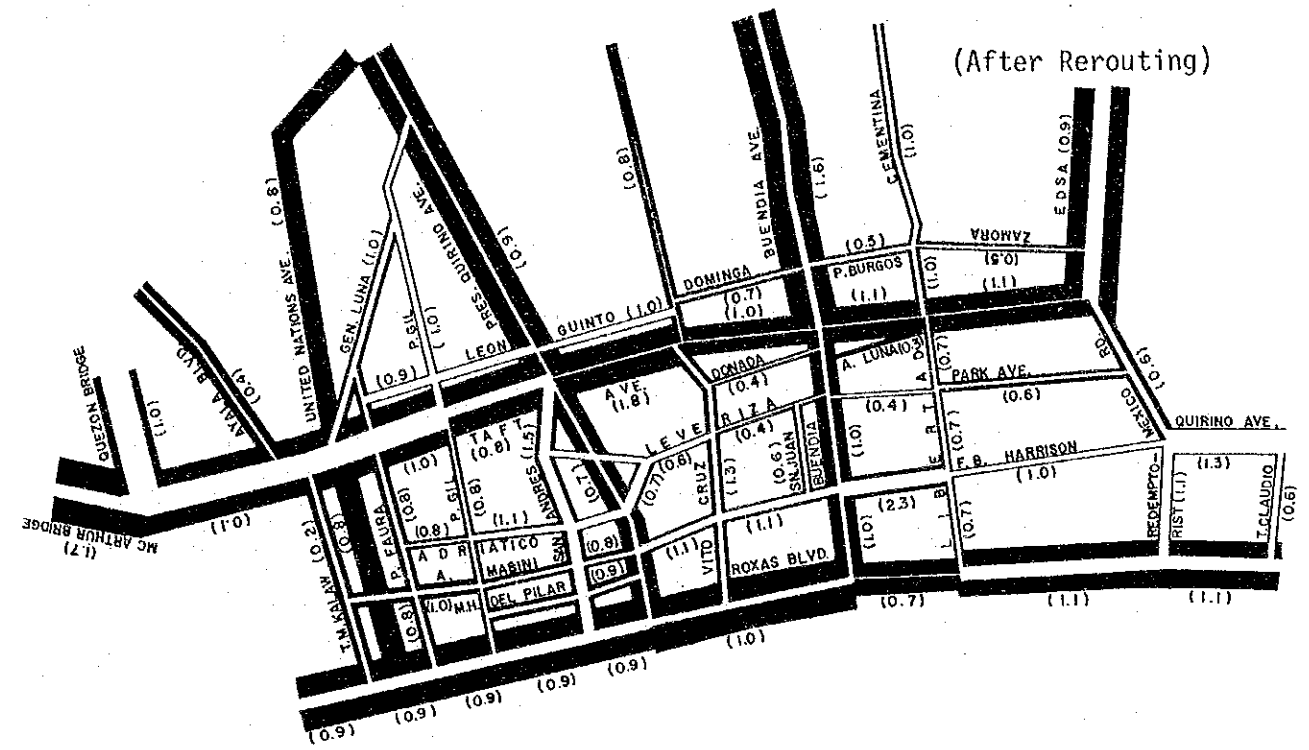 (After Rerouting)
CEMENTINA
(1.0)
EDSA (0.9)
BUENDIA AVE.
(1.6)
(0.8)
(0.8)
UNITED NATIONS AVE.
GEN. LUNA (1.0)
P. GIL
(1.0)
PRES. QUIRINO AVE.
(0.9)
ZAMORA
(0.5)
(1.1)
(0.3)
P. BURGOS
(1.1)
(1.0)
DOMINGA
(0.7)
(1.0)
LEON GUINTO (1.0)
(0.9)
QUEZON BRIDGE
(1.0)
AYALA BLVD
(0.4)
MC ARTHUR BRIDGE
(1.7)
(0.1)
TAFT AVE.
(0.8)
(1.8)
(1.0)
DONADA
(0.4)
A. LUNA (0.3)
(0.7)
PARK AVE.
(0.6)
MEXICO RD.
(0.6)
QUIRINO AVE.
(1.3)
LEVERIZA
(0.6)
(0.4)
(0.4)
(0.7)
LIBERTAD
F.B. HARRISON
(1.0)
(2.3)
(1.1)
SAN ANDRES (1.5)
(0.7)
(0.7)
VITO CRUZ
(1.3)
(0.6)
SN.JUAN
BUENDIA
(1.0)
(1.0)
(0.7)
REDEMPTO-
RIST (1.1)
T. CLAUDIO
(0.6)
T.M. KALAW (0.2)
(0.8)
P. FAURA
(0.8)
P. GIL
(0.8)
(0.8)
(1.1)
ADRIATICO
(0.8)
A. MABINI
(0.9)
(1.1)
(0.8)
(1.0)
M.H. DEL PILAR
ROXAS BLVD.
(0.9)
(0.9)
(0.9)
(0.9)
(0.9)
(1.0)
(0.7)
(1.1)
(1.1)